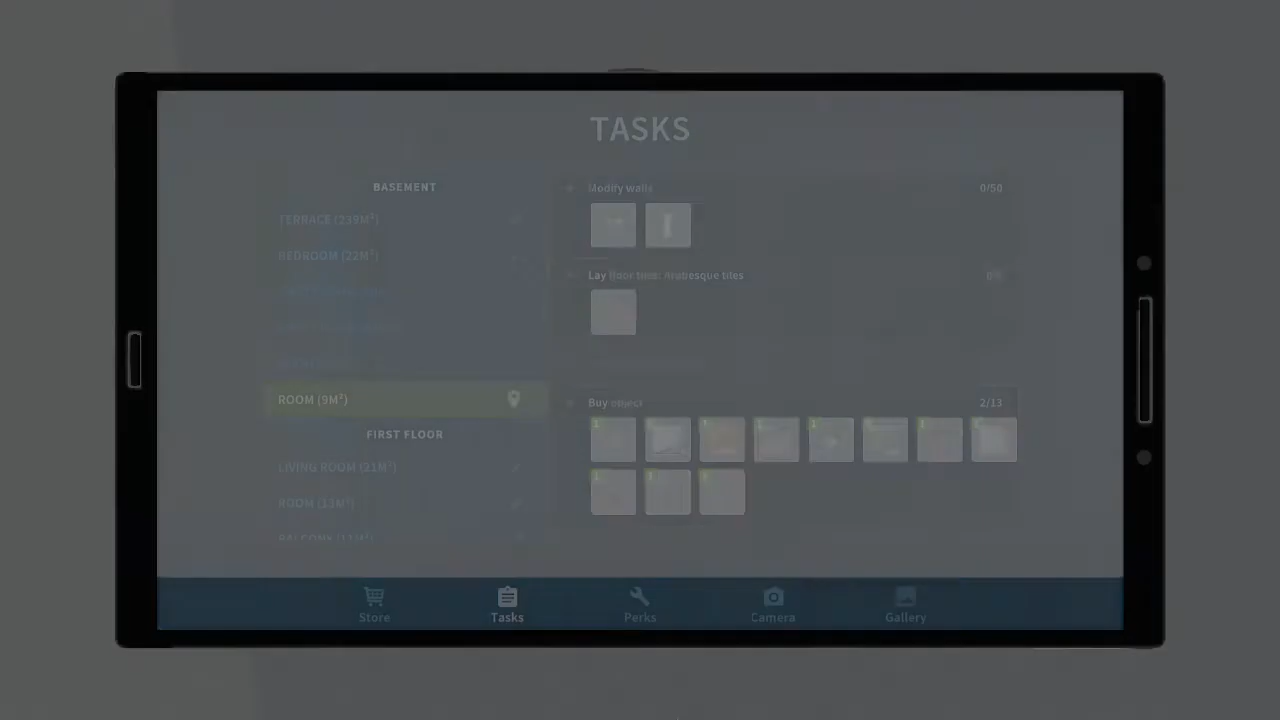 TASKS
BASEMENT
TERRACE (239M²)
BEDROOM (22M²)
ROOM (9M²)
FIRST FLOOR
LIVING ROOM (21M²)
ROOM (13M²)
Modify walls 0/50
Lay floor tiles: Arabesque tiles
Buy object 2/13
Store
Tasks
Perks
Camera
Gallery